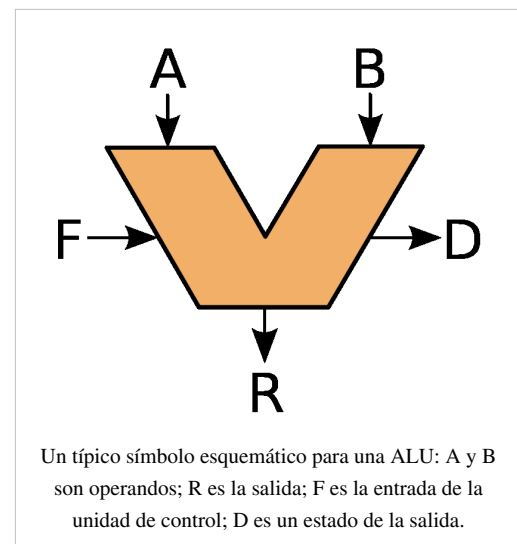 A B
F D
R
Un típico símbolo esquemático para una ALU: A y B
son operandos; R es la salida; F es la entrada de la
unidad de control; D es un estado de la salida.